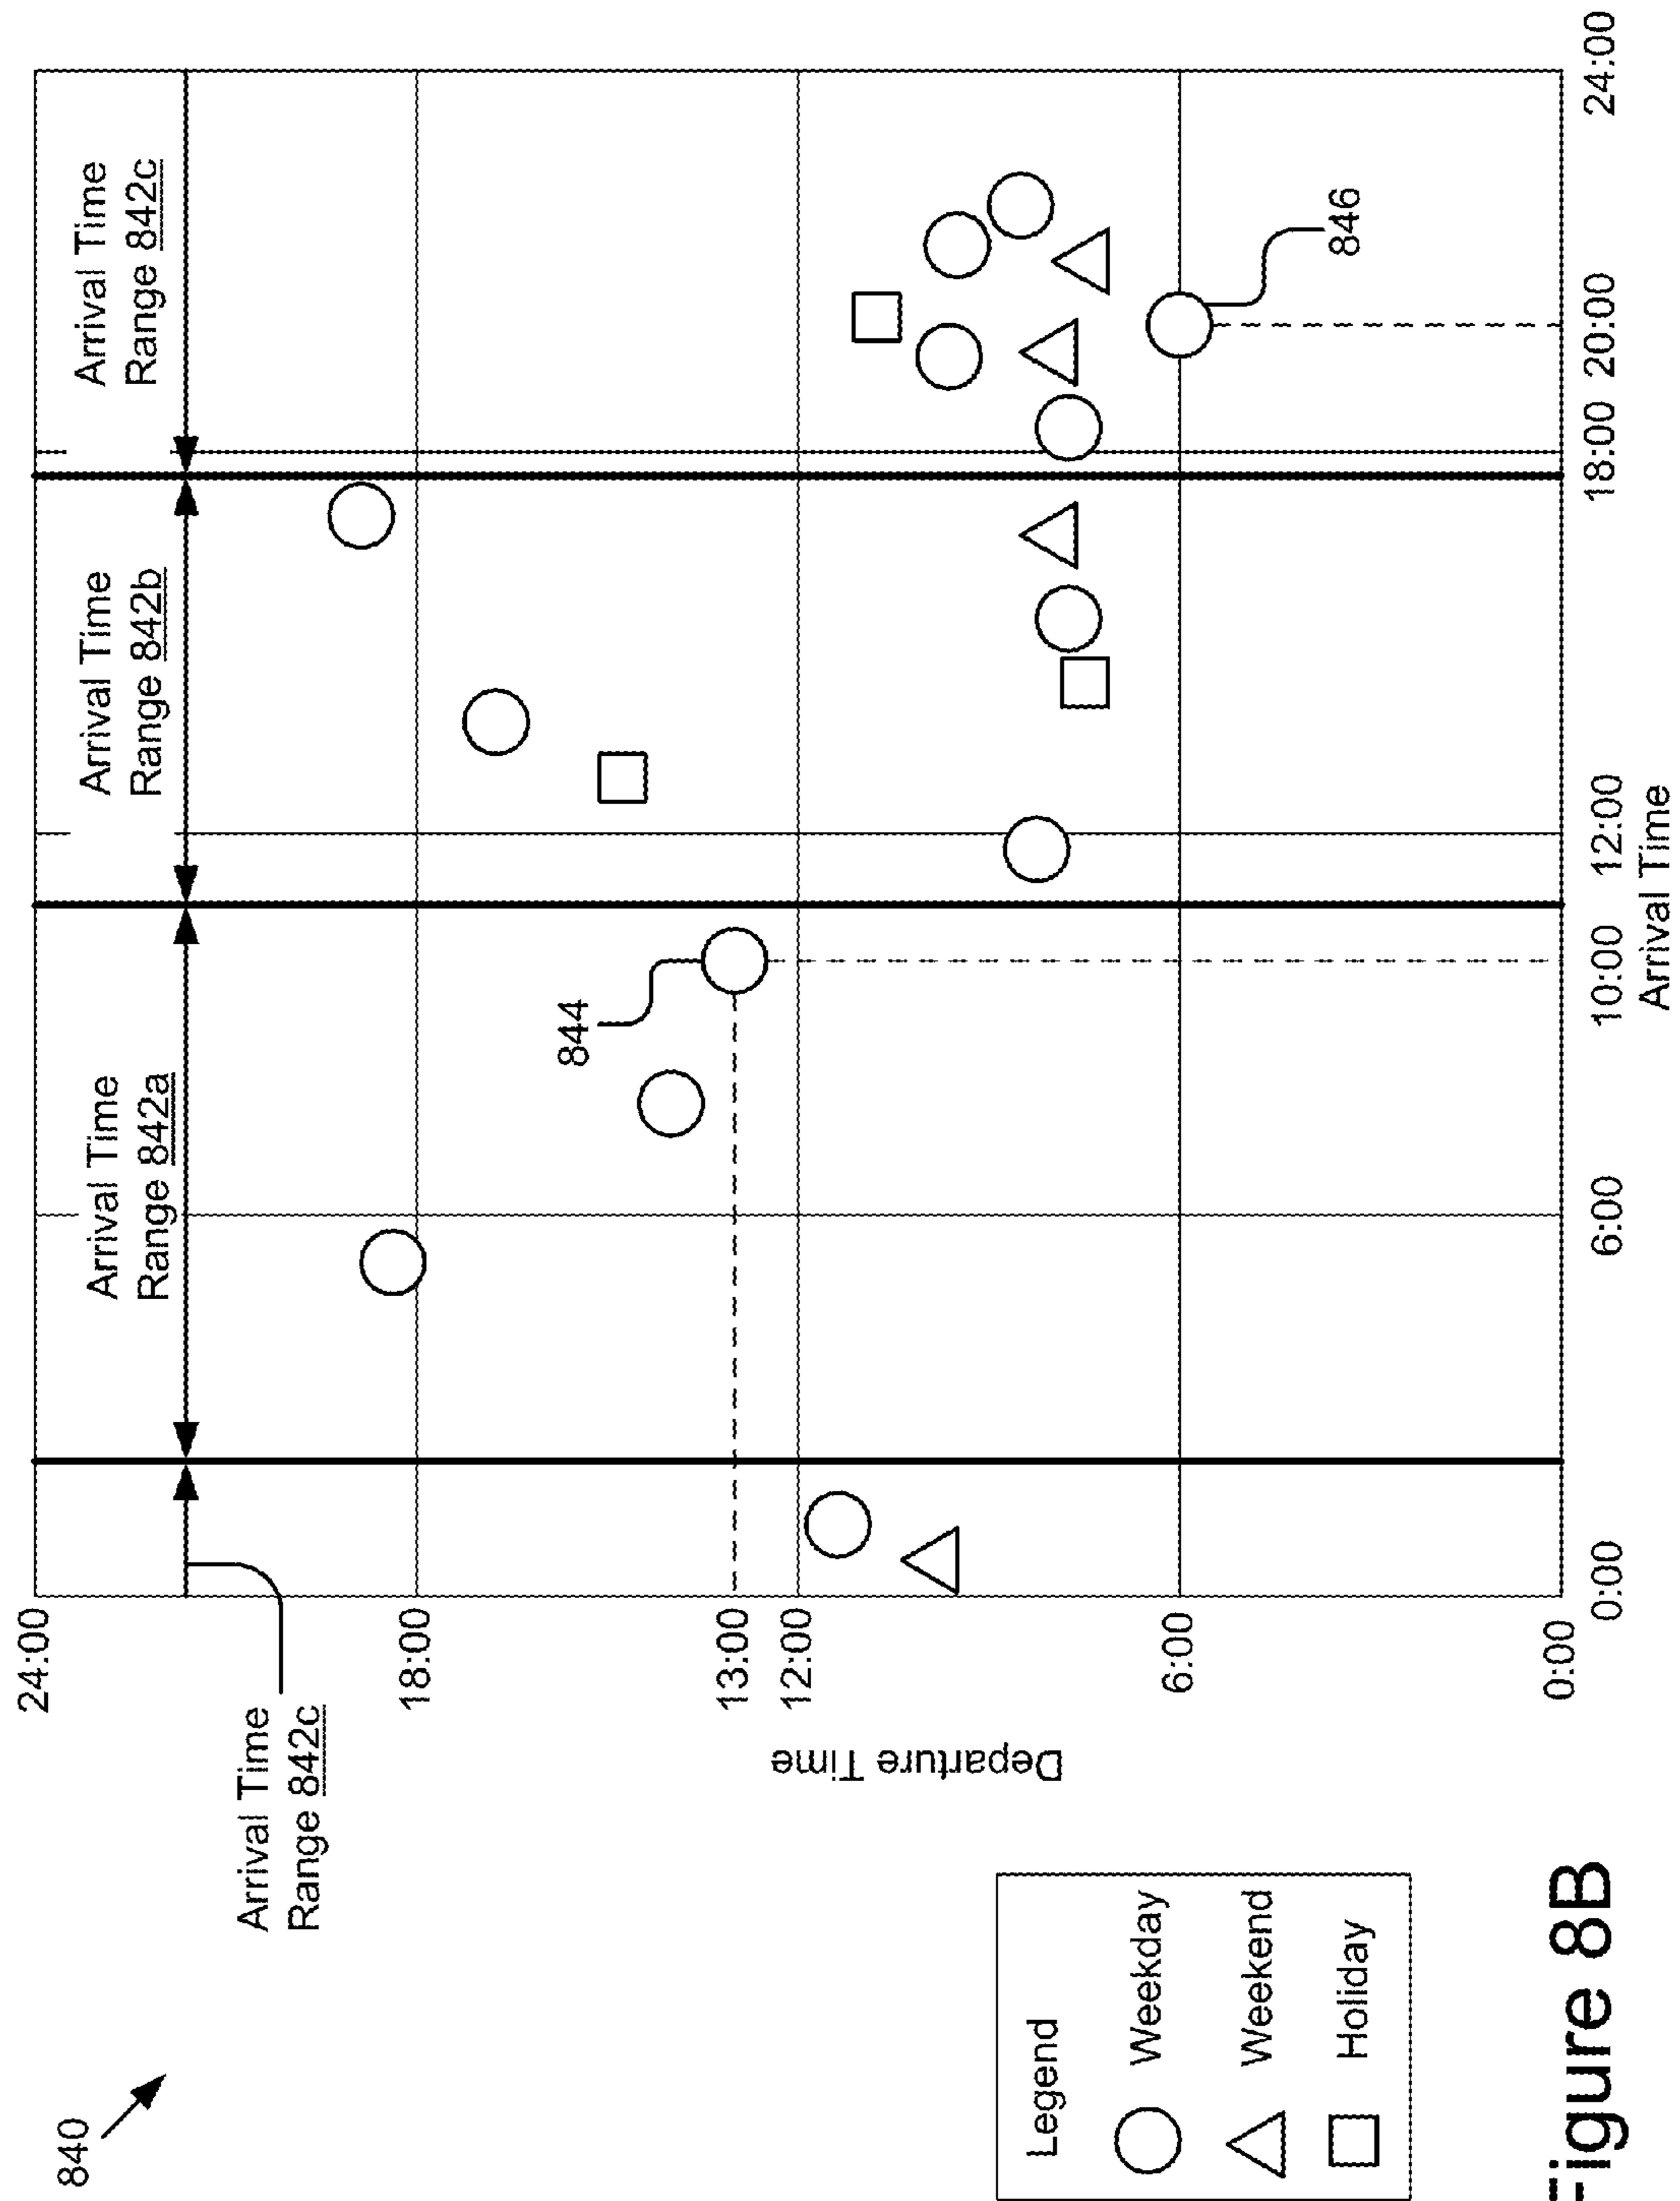 840
Arrival Time
Range 842c
Arrival Time
Range 842a
Arrival Time
Range 842b
Arrival Time
Range 842c
24:00
18:00
13:00
12:00
6:00
0:00
Departure Time
844
846
0:00
6:00
10:00
12:00
18:00
20:00
24:00
Arrival Time
Legend
Weekday
Weekend
Holiday
Figure 8B